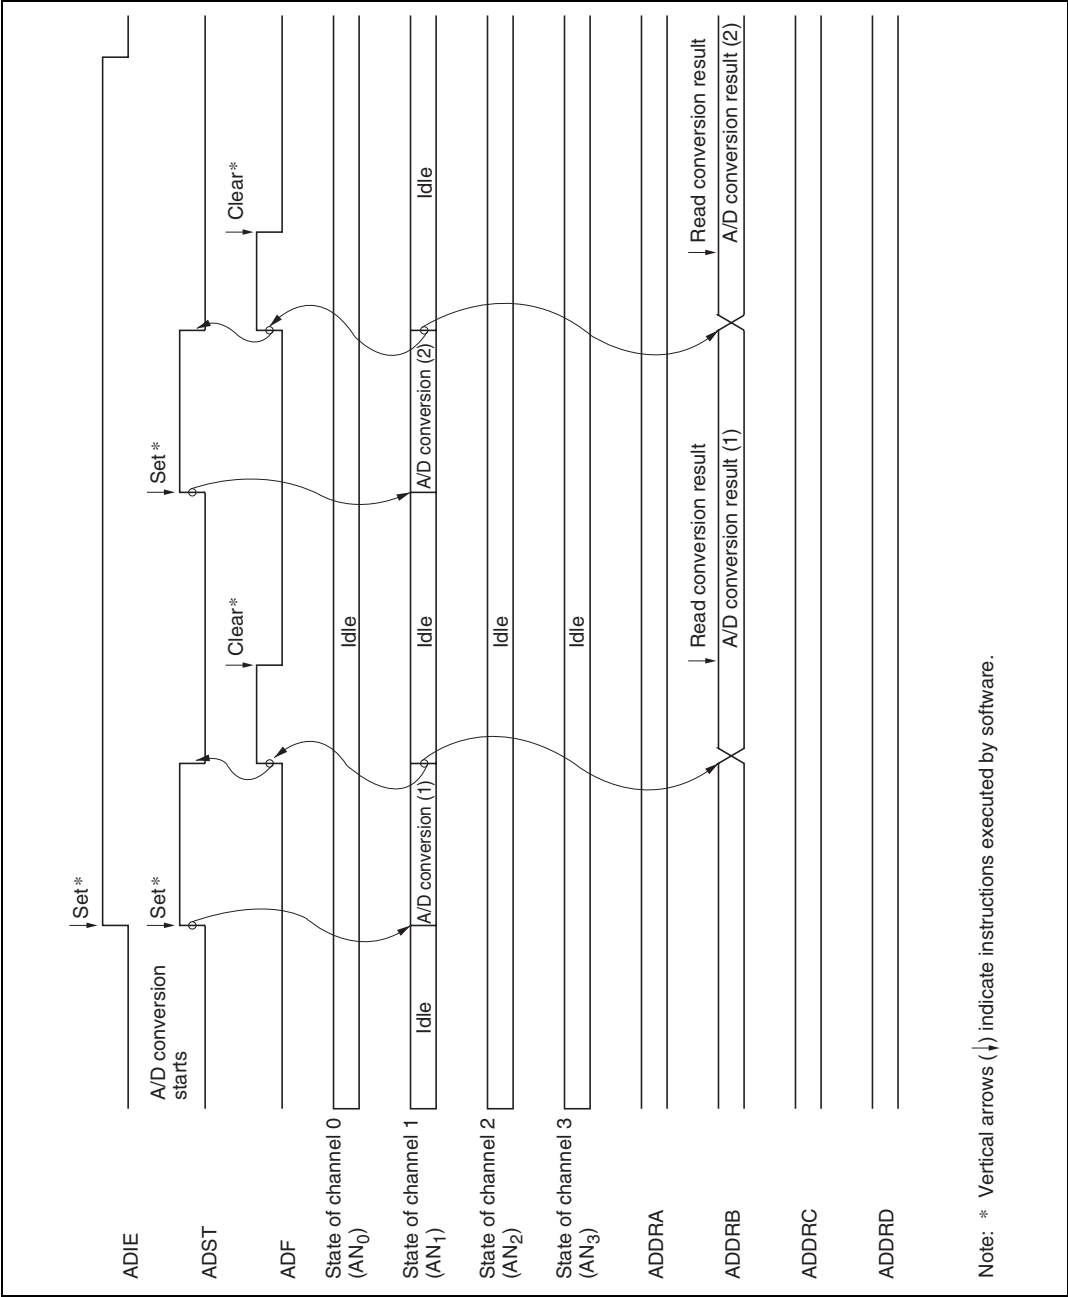 ADIE
Set*
ADST
A/D conversion
starts
Set*
Set*
ADF
Clear*
Clear*
State of channel 0
(AN0)
Idle
State of channel 1
(AN1)
Idle
A/D conversion (1)
Idle
A/D conversion (2)
Idle
State of channel 2
(AN2)
Idle
State of channel 3
(AN3)
Idle
ADDRA
ADDRB
Read conversion result
A/D conversion result (1)
Read conversion result
A/D conversion result (2)
ADDRC
ADDRD
Note: * Vertical arrows (↓) indicate instructions executed by software.